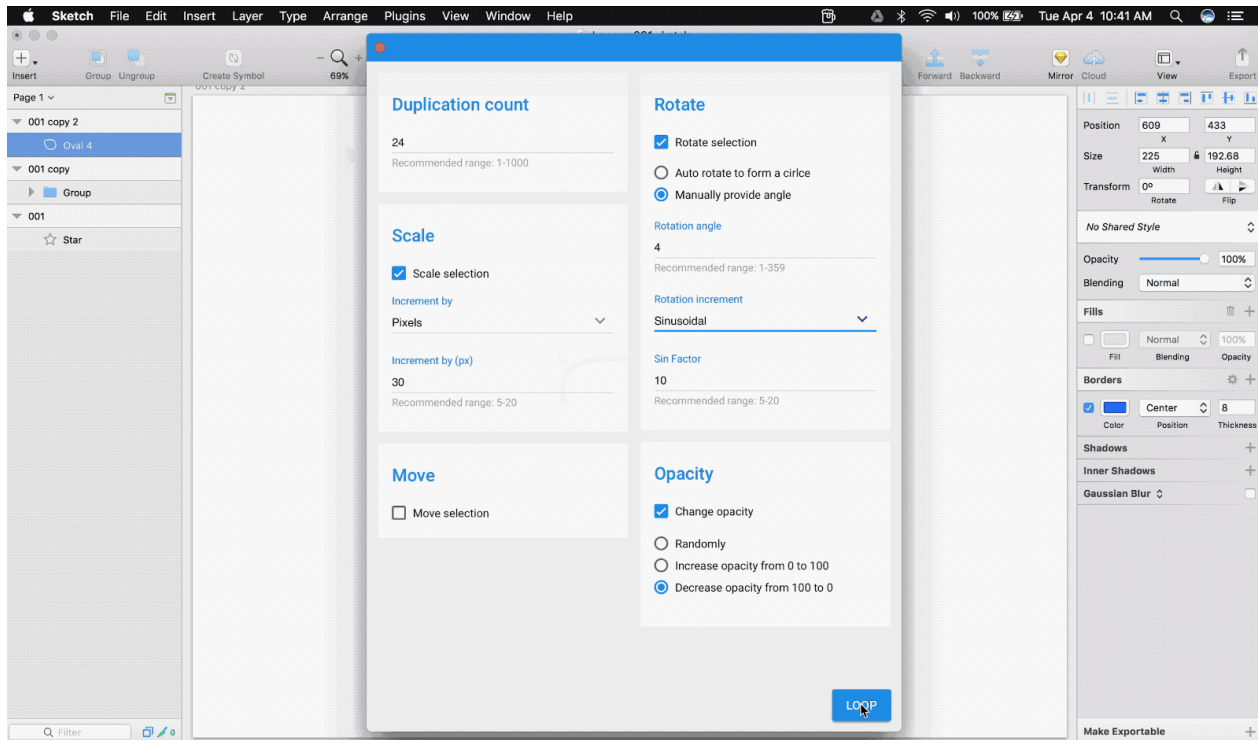 Sketch File Edit Insert Layer Type Arrange Plugins View Window Help 100% Tue Apr 4 10:41 AM
Insert Group Ungroup Create Symbol 69% Forward Backward Mirror Cloud View Export
Page 1
001 copy 2
Oval 4
001 copy
Group
001
Star
Filter 0
001 copy 2
Duplication count
24
Recommended range: 1-1000
Scale
Scale selection
Increment by
Pixels
Increment by (px)
30
Recommended range: 5-20
Move
Move selection
Rotate
Rotate selection
Auto rotate to form a cirlce
Manually provide angle
Rotation angle
4
Recommended range: 1-359
Rotation increment
Sinusoidal
Sin Factor
10
Recommended range: 5-20
Opacity
Change opacity
Randomly
Increase opacity from 0 to 100
Decrease opacity from 100 to 0
LOOP
Position 609 433
X Y
Size 225 192.68
Width Height
Transform 0º
Rotate Flip
No Shared Style
Opacity 100%
Blending Normal
Fills
Normal 100%
Fill Blending Opacity
Borders
Center 8
Color Position Thickness
Shadows
Inner Shadows
Gaussian Blur
Make Exportable